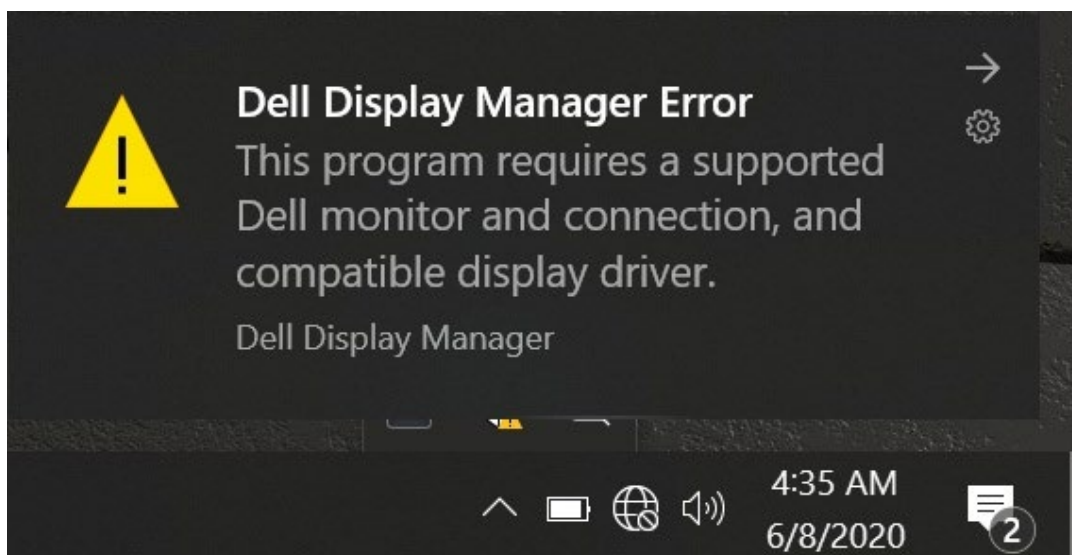 Dell Display Manager Error
This program requires a supported
Dell monitor and connection, and
compatible display driver.
Dell Display Manager
4:35 AM
6/8/2020
2